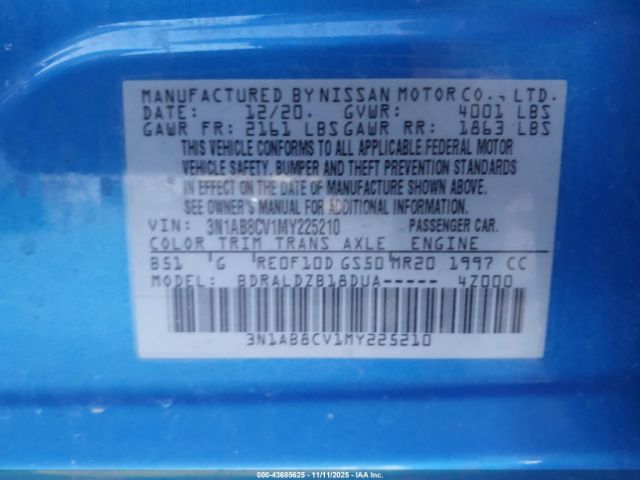 MANUFACTURED BY NISSAN MOTOR CO., LTD.
DATE: 12/20. GVWR: 4001 LBS
GAWR FR: 2161 LBS GAWR RR: 1863 LBS
THIS VEHICLE CONFORMS TO ALL APPLICABLE FEDERAL MOTOR
VEHICLE SAFETY, BUMPER AND THEFT PREVENTION STANDARDS
IN EFFECT ON THE DATE OF MANUFACTURE SHOWN ABOVE.
SEE OWNER'S MANUAL FOR ADDITIONAL INFORMATION.
VIN: 3N1AB8CV1MY225210 PASSENGER CAR.
COLOR TRIM TRANS AXLE ENGINE
B51 G RE0F10D GS50 MR20 1997 CC
MODEL: BDRALDZB18DUA----- 4Z000
3N1AB8CV1MY225210
000-43685625 - 11/11/2025 - IAA Inc.